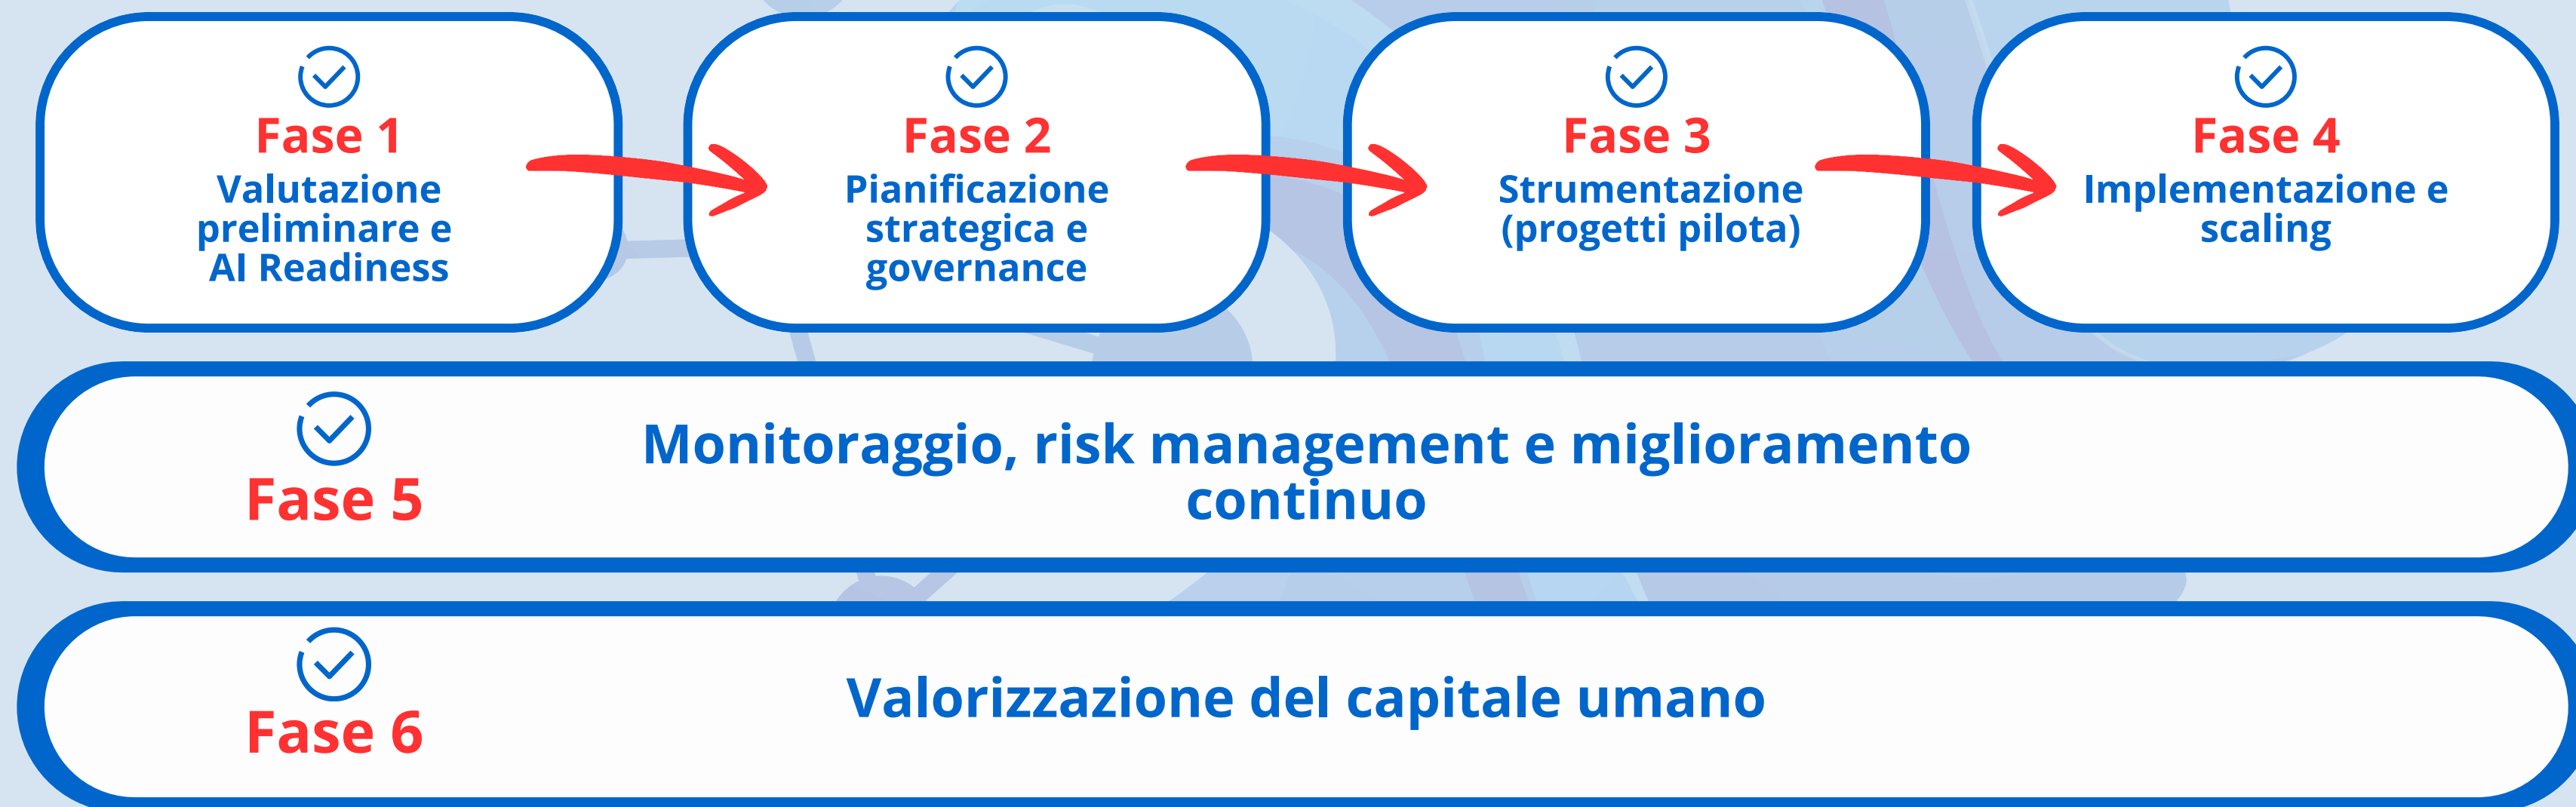 Fase 1
Valutazione
preliminare e
AI Readiness
Fase 2
Pianificazione
strategica e
governance
Fase 3
Strumentazione
(progetti pilota)
Fase 4
Implementazione e
scaling
Fase 5
Monitoraggio, risk management e miglioramento
continuo
Fase 6
Valorizzazione del capitale umano